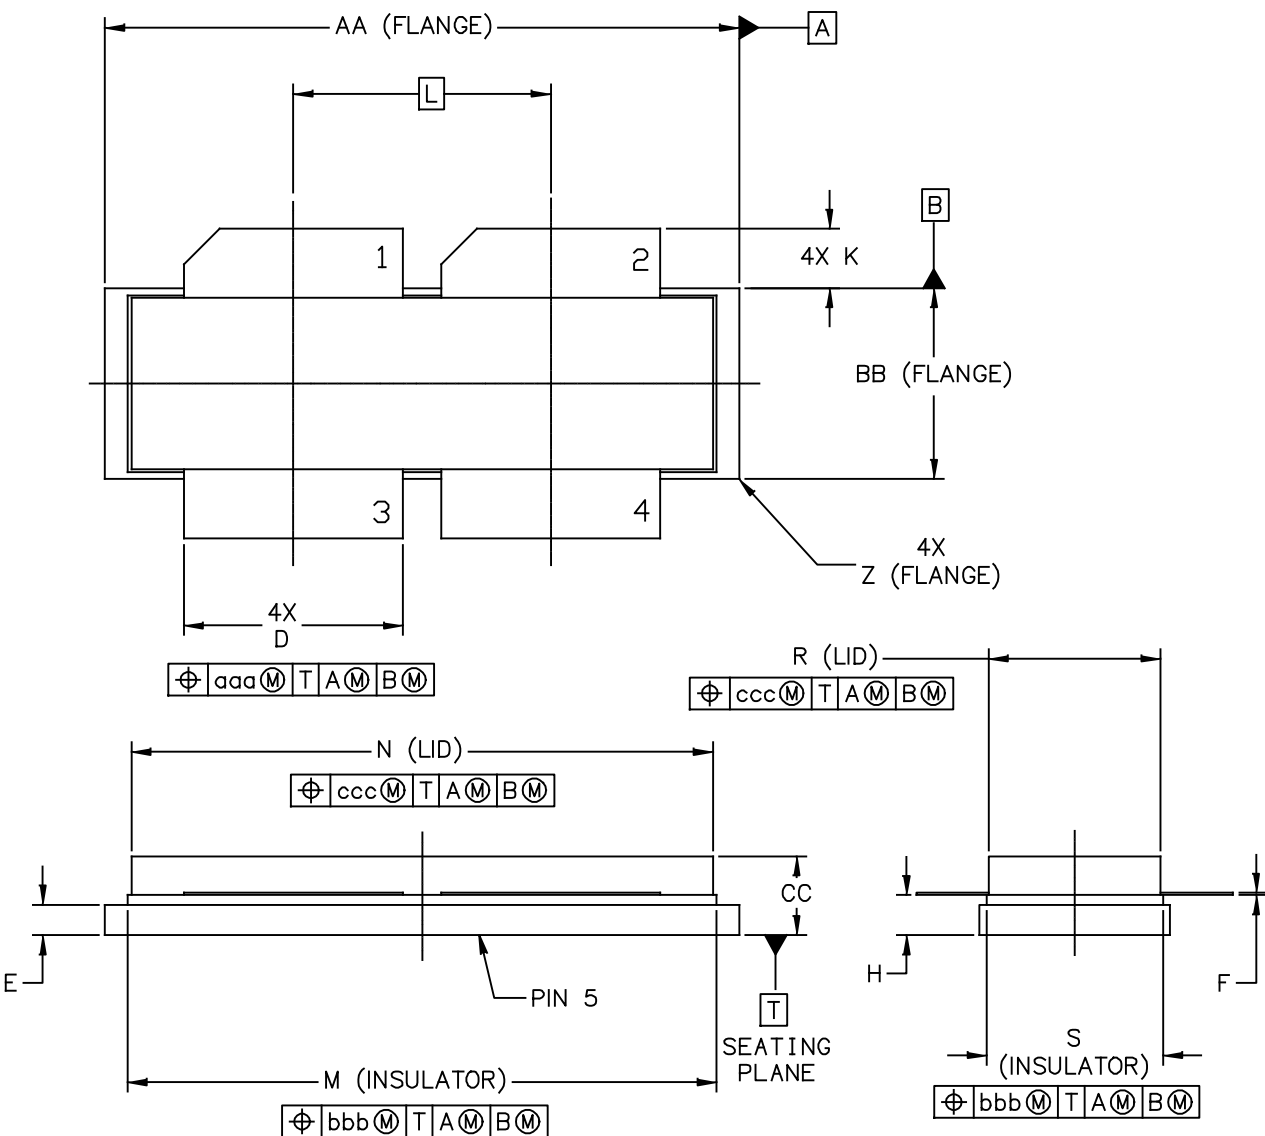 AA (FLANGE)
A
L
B
1
2
4X K
BB (FLANGE)
3
4
4X
Z (FLANGE)
4X
D
⌖ aaa Ⓜ T A Ⓜ B Ⓜ
R (LID)
⌖ ccc Ⓜ T A Ⓜ B Ⓜ
N (LID)
⌖ ccc Ⓜ T A Ⓜ B Ⓜ
CC
E
H
F
PIN 5
T
SEATING
PLANE
S
(INSULATOR)
M (INSULATOR)
⌖ bbb Ⓜ T A Ⓜ B Ⓜ
⌖ bbb Ⓜ T A Ⓜ B Ⓜ